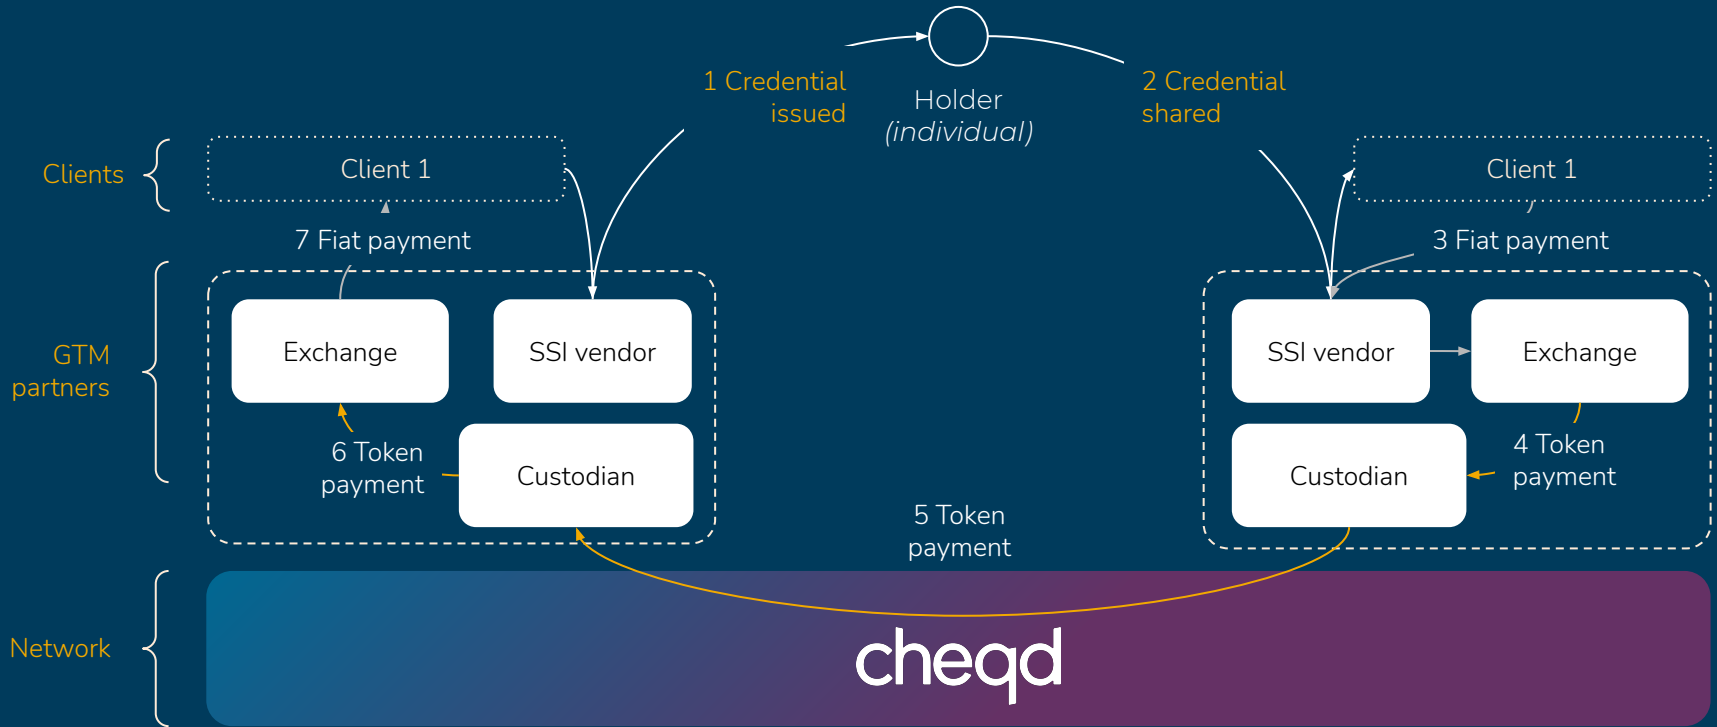 1 Credential
issued
Holder
(individual)
2 Credential
shared
Clients
Client 1
Client 1
7 Fiat payment
3 Fiat payment
GTM
partners
Exchange
SSI vendor
SSI vendor
Exchange
6 Token
payment
Custodian
Custodian
4 Token
payment
5 Token
payment
Network
cheqd